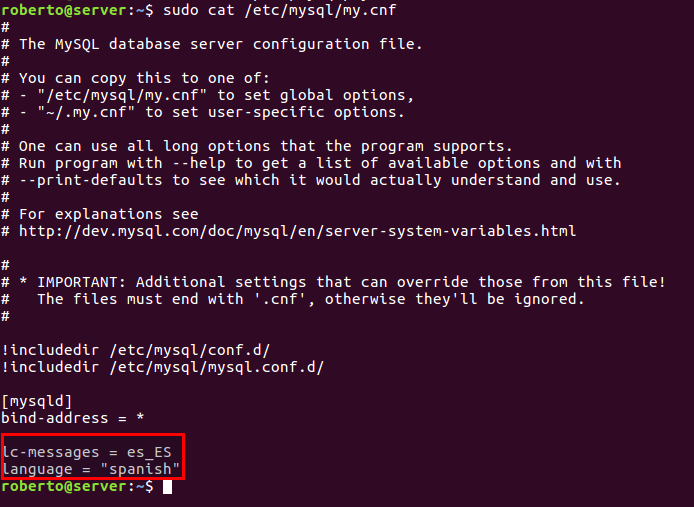 roberto@server:~$ sudo cat /etc/mysql/my.cnf
#
# The MySQL database server configuration file.
#
# You can copy this to one of:
# - "/etc/mysql/my.cnf" to set global options,
# - "~/.my.cnf" to set user-specific options.
#
# One can use all long options that the program supports.
# Run program with --help to get a list of available options and with
# --print-defaults to see which it would actually understand and use.
#
# For explanations see
# http://dev.mysql.com/doc/mysql/en/server-system-variables.html

#
# * IMPORTANT: Additional settings that can override those from this file!
#   The files must end with '.cnf', otherwise they'll be ignored.
#

!includedir /etc/mysql/conf.d/
!includedir /etc/mysql/mysql.conf.d/

[mysqld]
bind-address = *

lc-messages = es_ES
language = "spanish"
roberto@server:~$